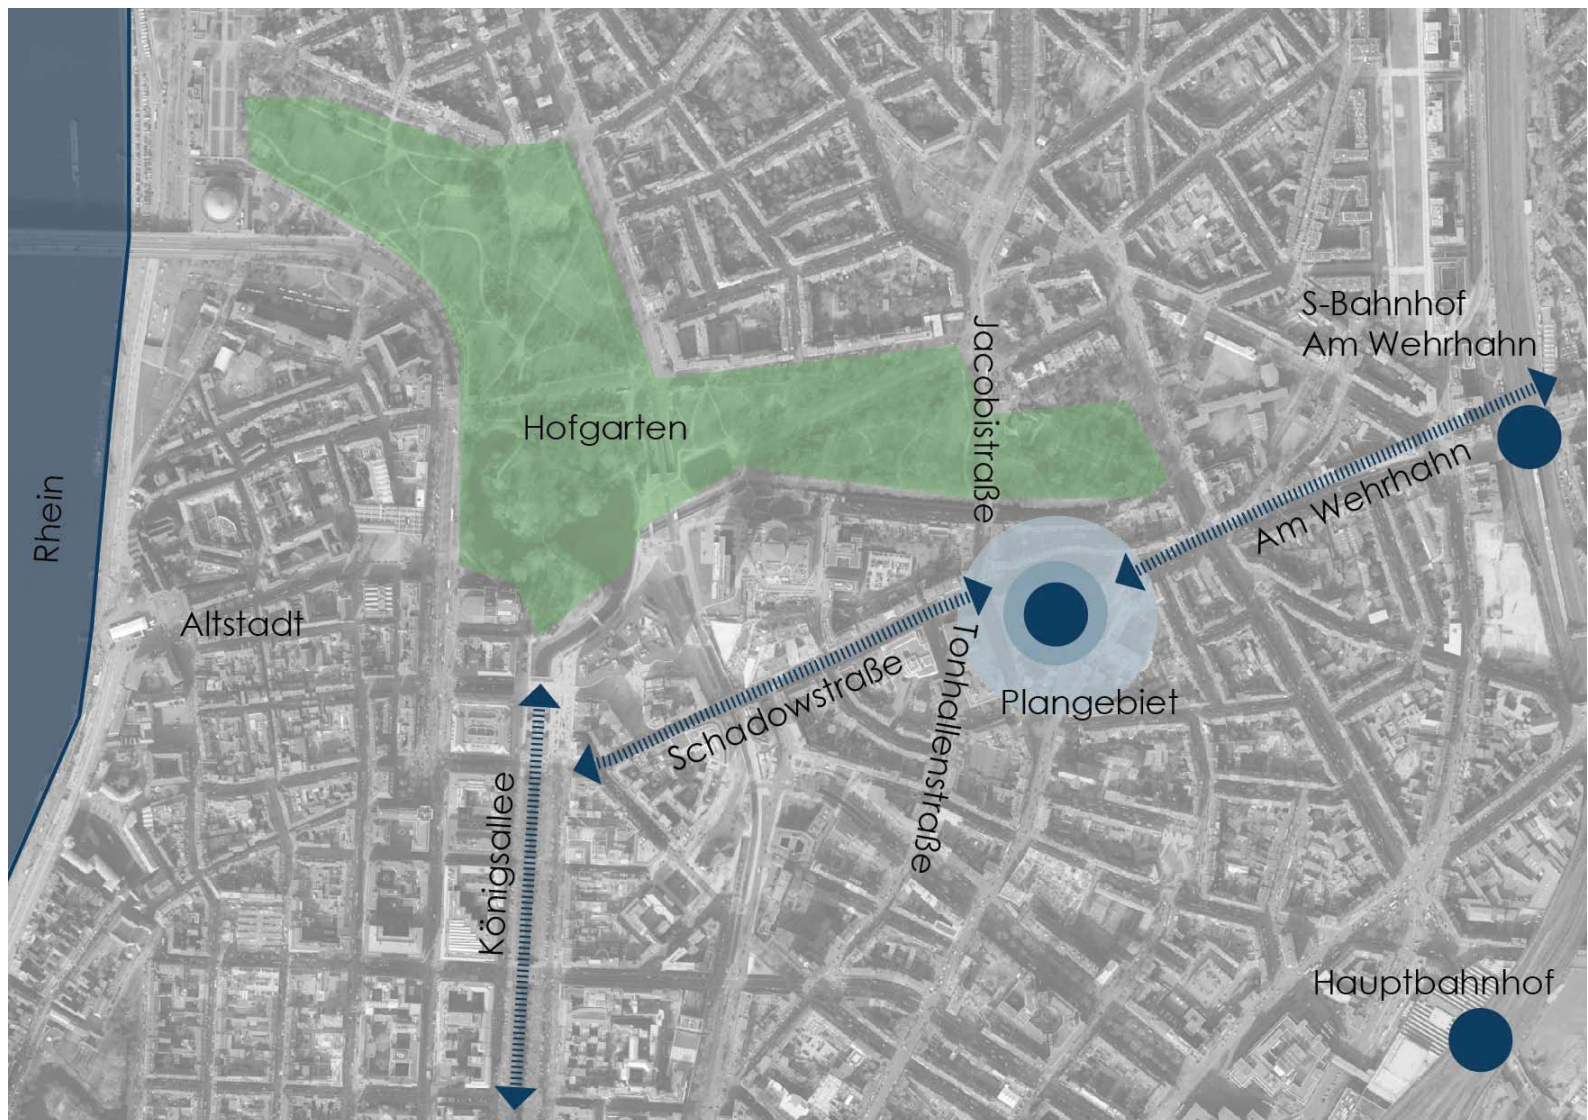 S-Bahnhof
Am Wehrhahn
Jacobistraße
Hofgarten
Am Wehrhahn
Rhein
Altstadt
Tonhallenstraße
Schadowstraße
Plangebiet
Königsallee
Hauptbahnhof